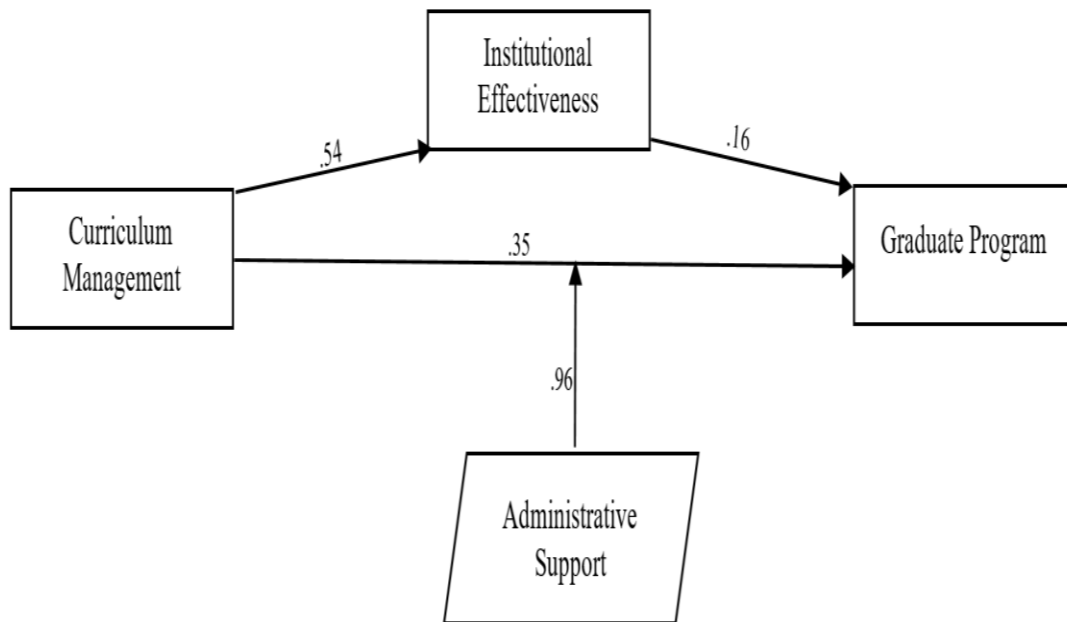 Institutional
Effectiveness
.54
.16
Curriculum
Management
.35
Graduate Program
.96
Administrative
Support